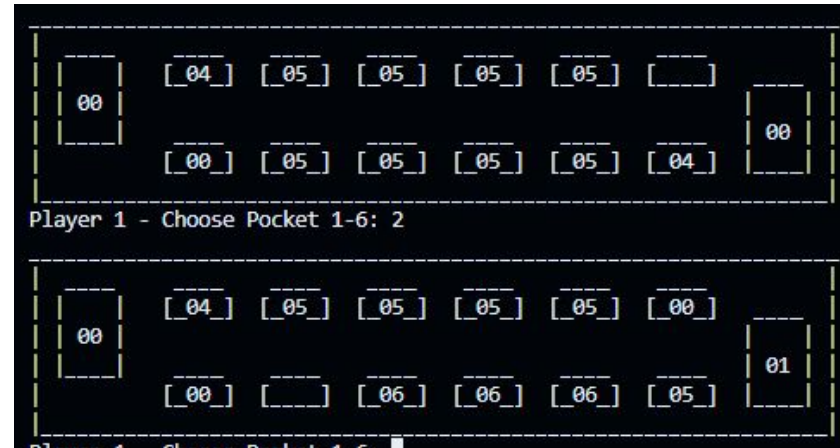 [_04_] [_05_] [_05_] [_05_] [_05_] [____]
00
00
[_00_] [_05_] [_05_] [_05_] [_05_] [_04_]
Player 1 - Choose Pocket 1-6: 2
[_04_] [_05_] [_05_] [_05_] [_05_] [_00_]
00
01
[_00_] [____] [_06_] [_06_] [_06_] [_05_]
Player 1 - Choose Pocket 1-6: